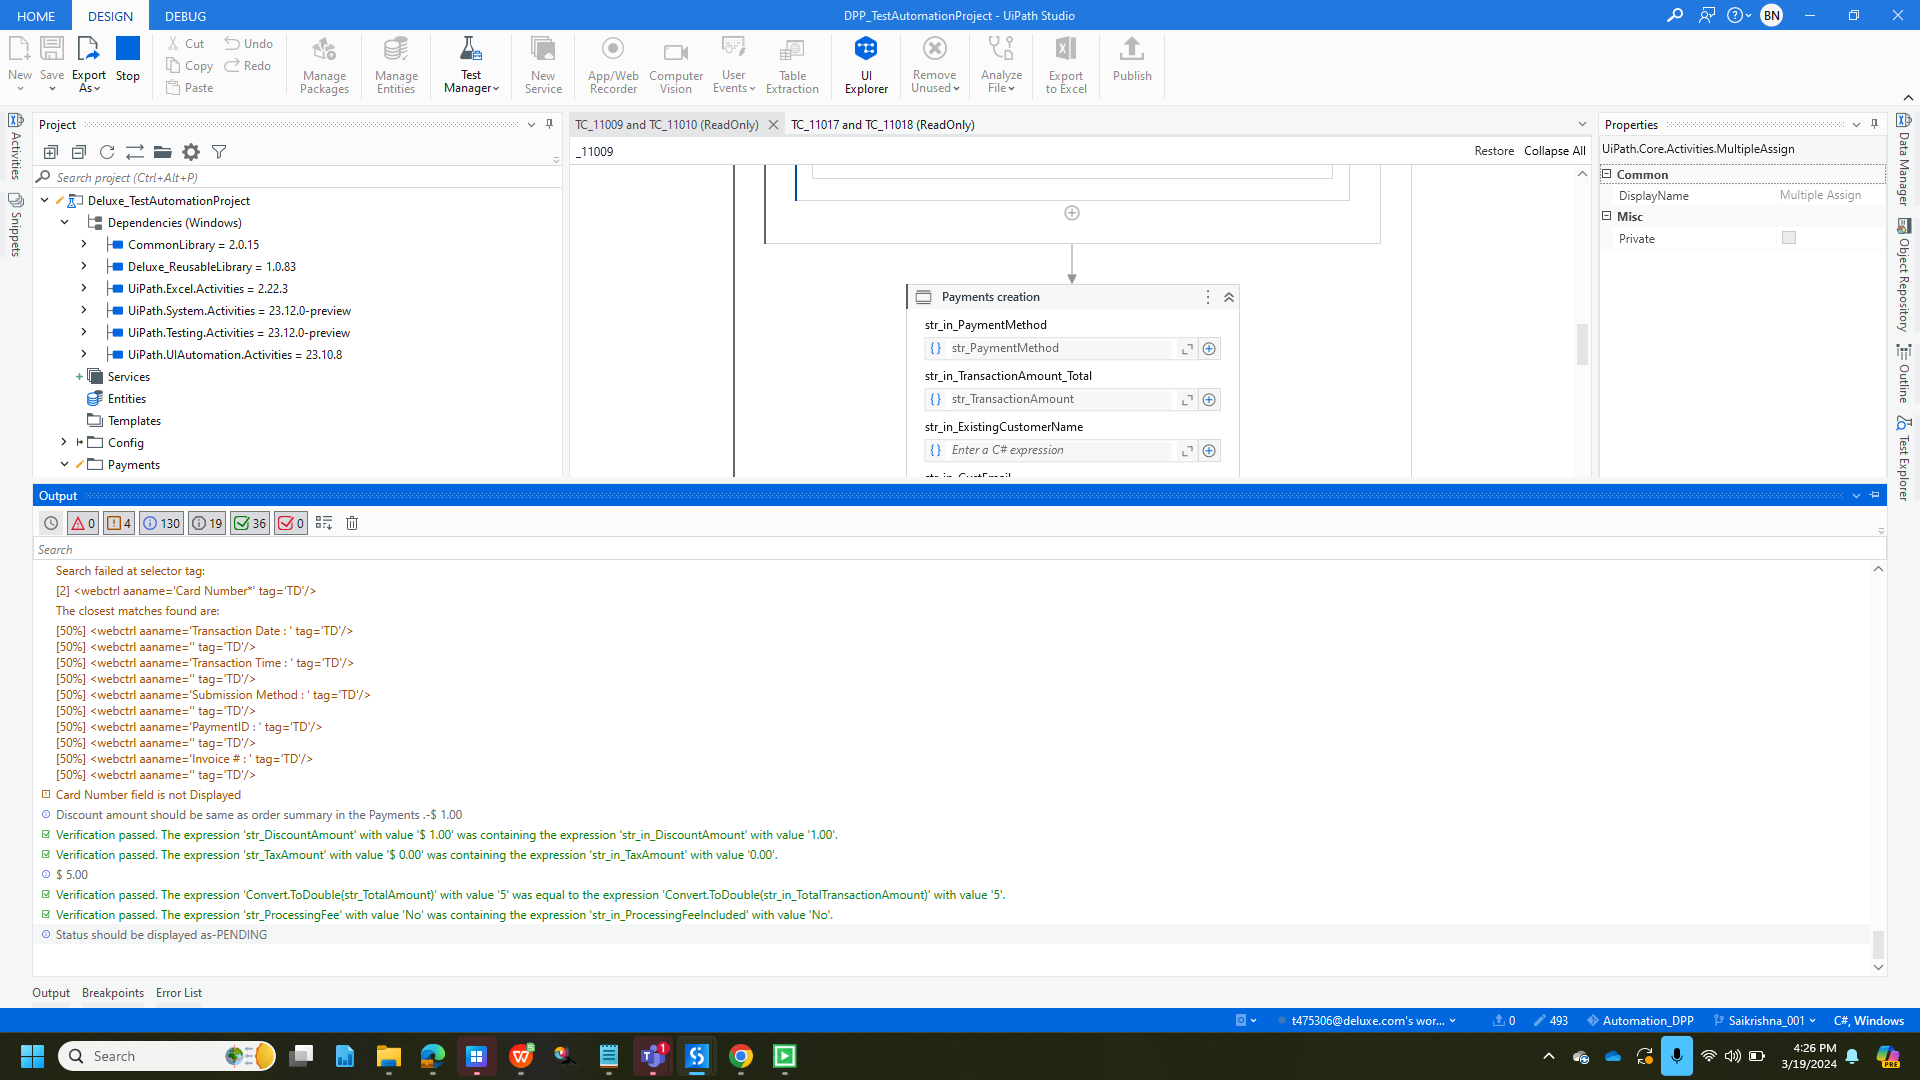 HOME
DESIGN
DEBUG
DPP_TestAutomationProject - UiPath Studio
BN
New
Save
Export As
Stop
Cut
Copy
Paste
Undo
Redo
Manage Packages
Manage Entities
Test Manager
New Service
App/Web Recorder
Computer Vision
User Events
Table Extraction
UI Explorer
Remove Unused
Analyze File
Export to Excel
Publish
Activities
Snippets
Project
Search project (Ctrl+Alt+P)
Deluxe_TestAutomationProject
Dependencies (Windows)
CommonLibrary = 2.0.15
Deluxe_ReusableLibrary = 1.0.83
UiPath.Excel.Activities = 2.22.3
UiPath.System.Activities = 23.12.0-preview
UiPath.Testing.Activities = 23.12.0-preview
UiPath.UIAutomation.Activities = 23.10.8
Services
Entities
Templates
Config
Payments
TC_11009 and TC_11010 (ReadOnly)
TC_11017 and TC_11018 (ReadOnly)
_11009
Restore
Collapse All
Payments creation
str_in_PaymentMethod
str_PaymentMethod
str_in_TransactionAmount_Total
str_TransactionAmount
str_in_ExistingCustomerName
Enter a C# expression
str_in_CustEmail
Properties
UiPath.Core.Activities.MultipleAssign
Common
DisplayName
Multiple Assign
Misc
Private
Data Manager
Object Repository
Outline
Test Explorer
Output
0
4
130
19
36
0
Search
Search failed at selector tag:
[2] <webctrl aaname='Card Number*' tag='TD'/>
The closest matches found are:
[50%] <webctrl aaname='Transaction Date : ' tag='TD'/>
[50%] <webctrl aaname='' tag='TD'/>
[50%] <webctrl aaname='Transaction Time : ' tag='TD'/>
[50%] <webctrl aaname='' tag='TD'/>
[50%] <webctrl aaname='Submission Method : ' tag='TD'/>
[50%] <webctrl aaname='' tag='TD'/>
[50%] <webctrl aaname='PaymentID : ' tag='TD'/>
[50%] <webctrl aaname='' tag='TD'/>
[50%] <webctrl aaname='Invoice # : ' tag='TD'/>
[50%] <webctrl aaname='' tag='TD'/>
Card Number field is not Displayed
Discount amount should be same as order summary in the Payments .-$ 1.00
Verification passed. The expression 'str_DiscountAmount' with value '$ 1.00' was containing the expression 'str_in_DiscountAmount' with value '1.00'.
Verification passed. The expression 'str_TaxAmount' with value '$ 0.00' was containing the expression 'str_in_TaxAmount' with value '0.00'.
$ 5.00
Verification passed. The expression 'Convert.ToDouble(str_TotalAmount)' with value '5' was equal to the expression 'Convert.ToDouble(str_in_TotalTransactionAmount)' with value '5'.
Verification passed. The expression 'str_ProcessingFee' with value 'No' was containing the expression 'str_in_ProcessingFeeIncluded' with value 'No'.
Status should be displayed as-PENDING
Output
Breakpoints
Error List
t475306@deluxe.com's wor...
0
493
Automation_DPP
Saikrishna_001
C#, Windows
Search
1
4:26 PM
3/19/2024
PRE